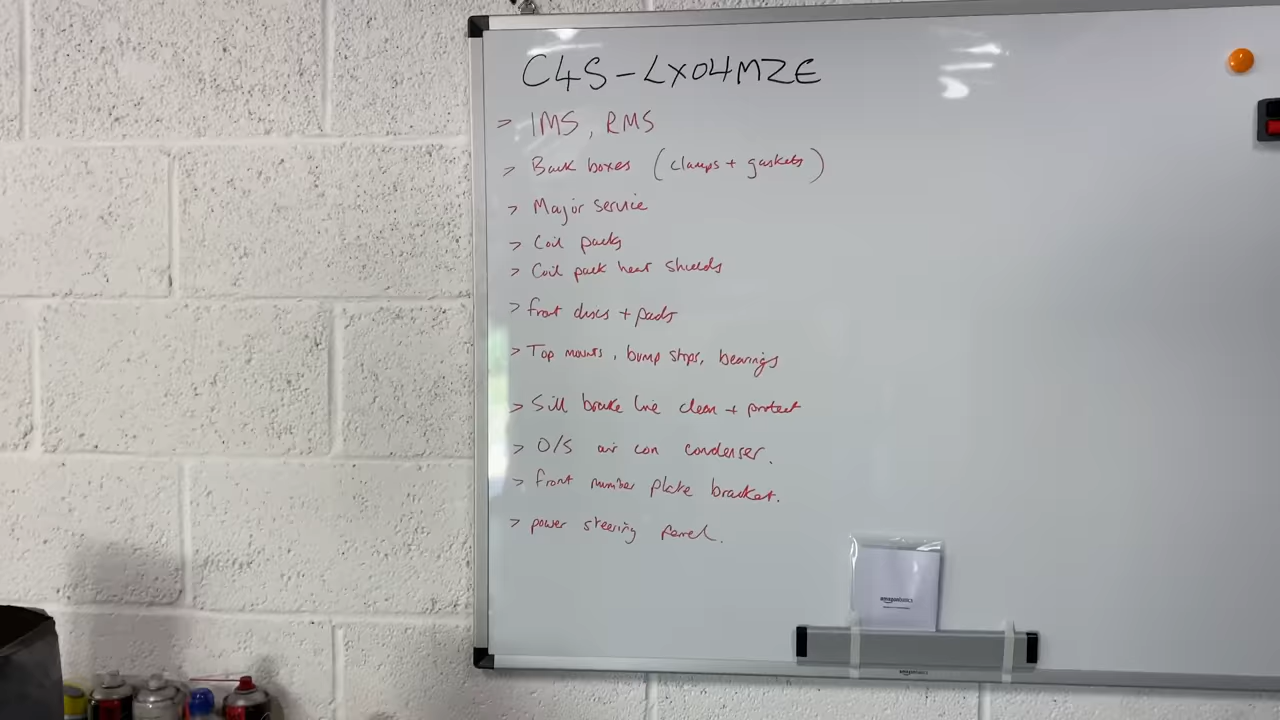 C4S - LX04MZE
> IMS, RMS
> Back boxes (clamps + gaskets)
> Major service
> Coil packs
> Coil pack heat shields
> front discs + pads
> Top mounts, bump stops, bearings
> Sill brake line clean + protect
> O/S air con condenser.
> front number plate bracket.
> power steering
amazonbasics
amazonbasics